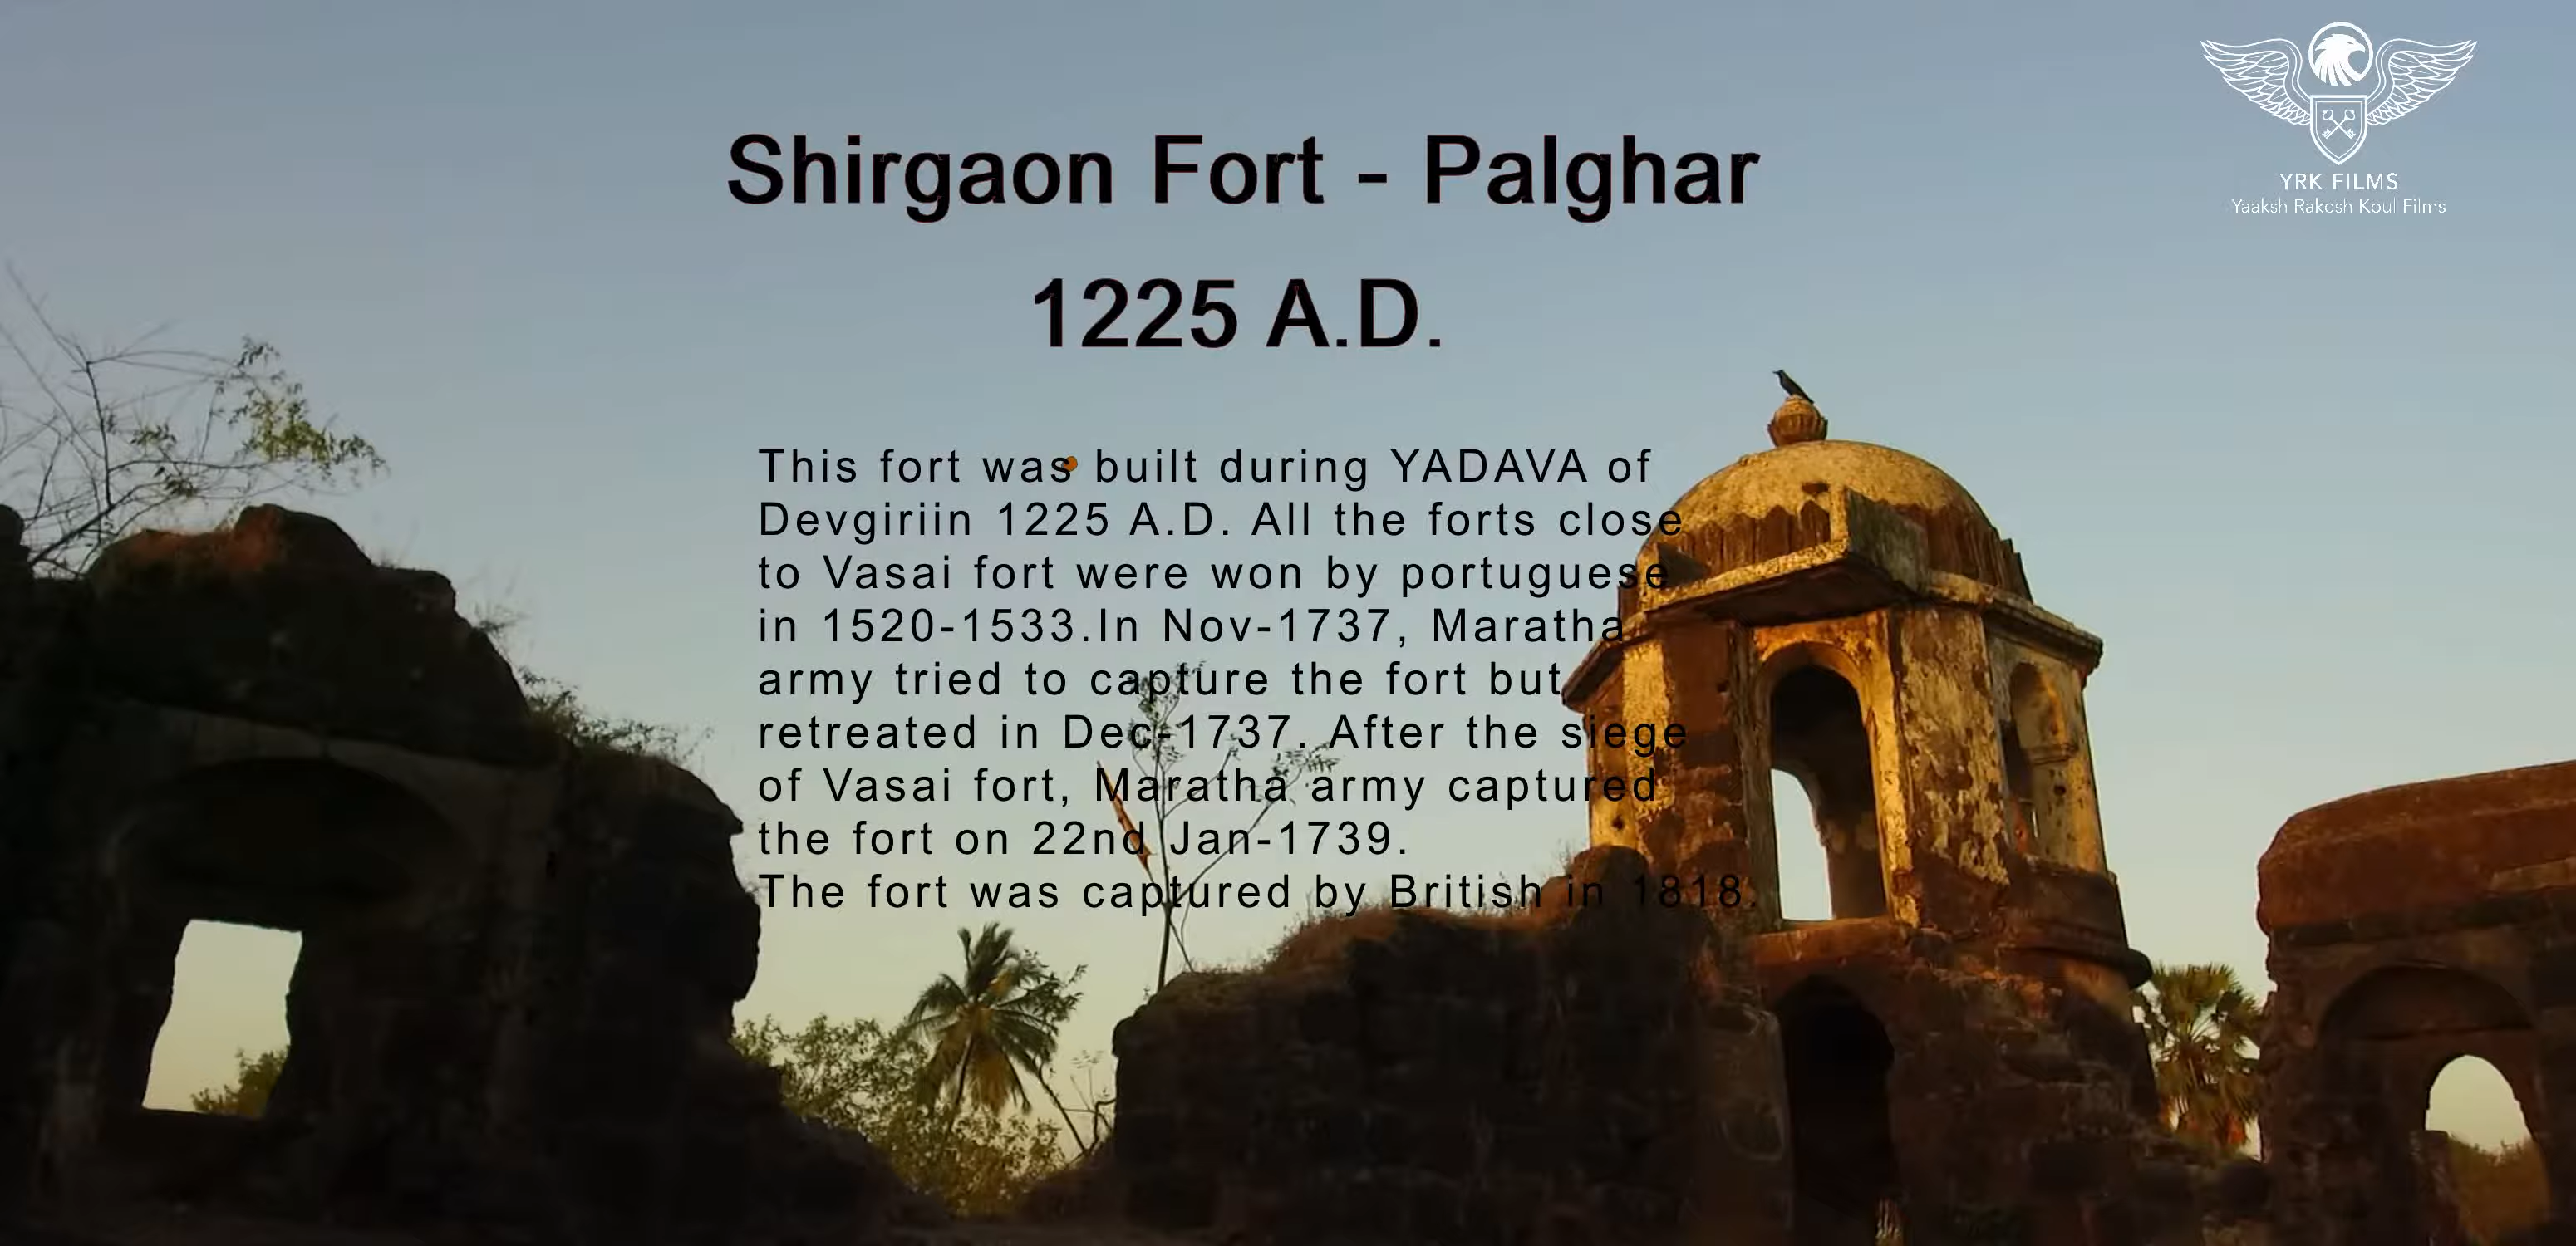 Shirgaon Fort - Palghar
1225 A.D.
This fort was built during YADAVA of
Devgiriin 1225 A.D. All the forts close
to Vasai fort were won by portuguese
in 1520-1533.In Nov-1737, Maratha
army tried to capture the fort but
retreated in Dec-1737. After the siege
of Vasai fort, Maratha army captured
the fort on 22nd Jan-1739.
The fort was captured by British in 1818.
YRK FILMS
Yaaksh Rakesh Koul Films